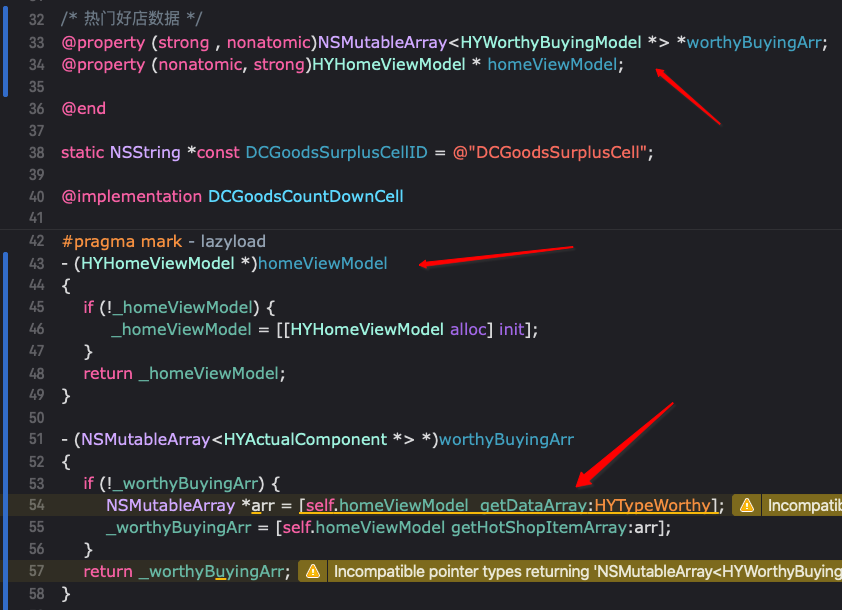 32 /* 热门好店数据 */
33 @property (strong , nonatomic)NSMutableArray<HYWorthyBuyingModel *> *worthyBuyingArr;
34 @property (nonatomic, strong)HYHomeViewModel * homeViewModel;
35
36 @end
37
38 static NSString *const DCGoodsSurplusCellID = @"DCGoodsSurplusCell";
39
40 @implementation DCGoodsCountDownCell
41
42 #pragma mark - lazyload
43 - (HYHomeViewModel *)homeViewModel
44 {
45 if (!_homeViewModel) {
46 _homeViewModel = [[HYHomeViewModel alloc] init];
47 }
48 return _homeViewModel;
49 }
50
51 - (NSMutableArray<HYActualComponent *> *)worthyBuyingArr
52 {
53 if (!_worthyBuyingArr) {
54 NSMutableArray *arr = [self.homeViewModel getDataArray:HYTypeWorthy]; Incompatib
55 _worthyBuyingArr = [self.homeViewModel getHotShopItemArray:arr];
56 }
57 return _worthyBuyingArr; Incompatible pointer types returning 'NSMutableArray<HYWorthyBuying
58 }